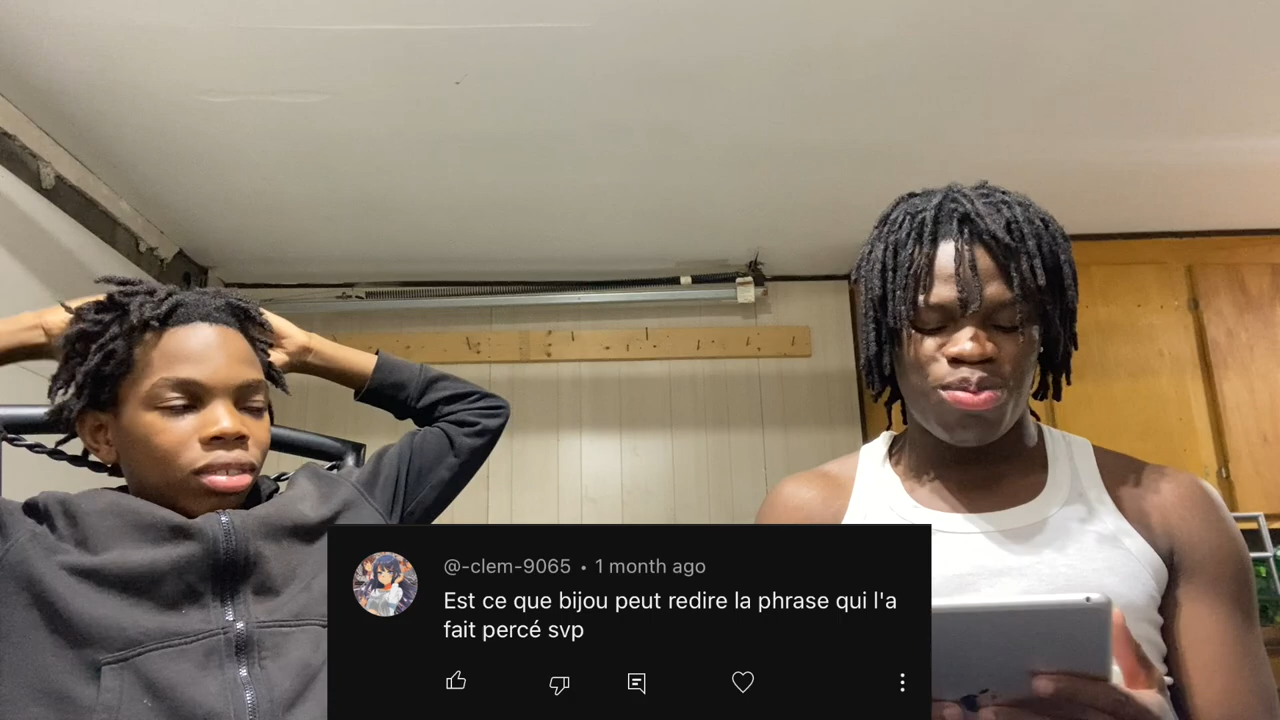 @-clem-9065 • 1 month ago
Est ce que bijou peut redire la phrase qui l'a
fait percé svp